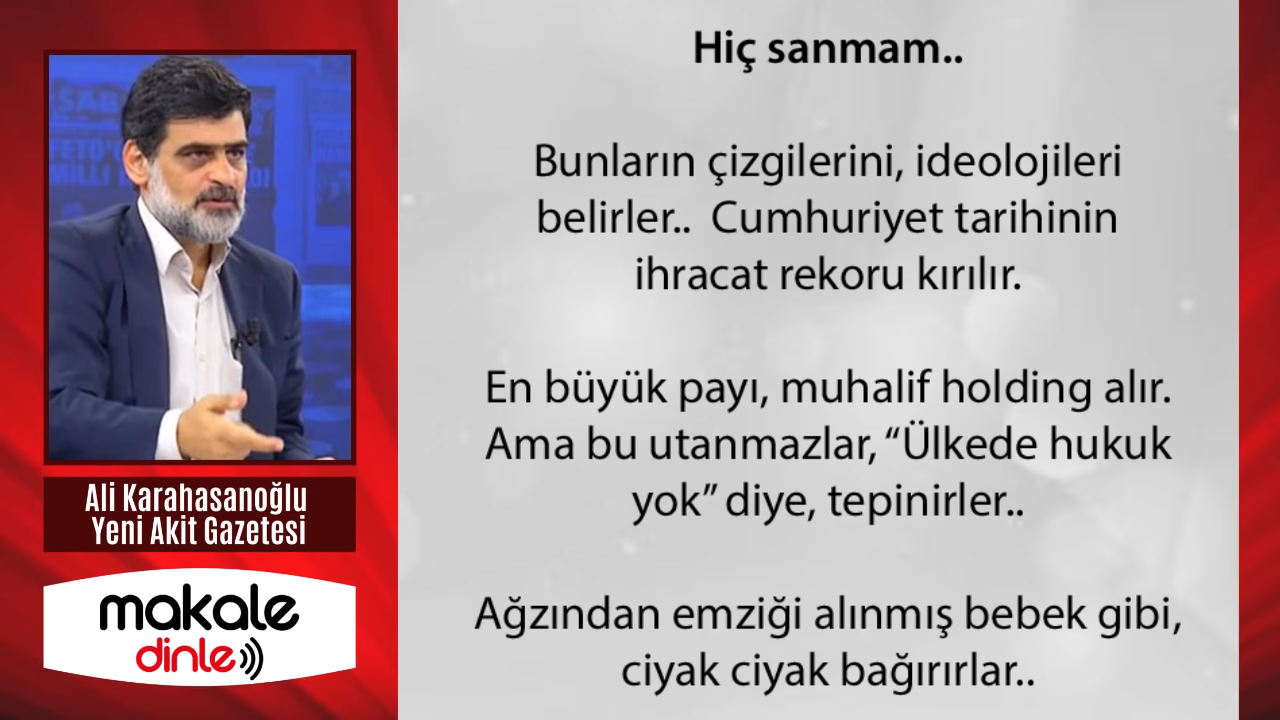 Hiç sanmam..
Bunların çizgilerini, ideolojileri
belirler.. Cumhuriyet tarihinin
ihracat rekoru kırılır.
En büyük payı, muhalif holding alır.
Ama bu utanmazlar, “Ülkede hukuk
yok” diye, tepinirler..
Ağzından emziği alınmış bebek gibi,
ciyak ciyak bağırırlar..
Ali Karahasanoğlu
Yeni Akit Gazetesi
makale
dinle